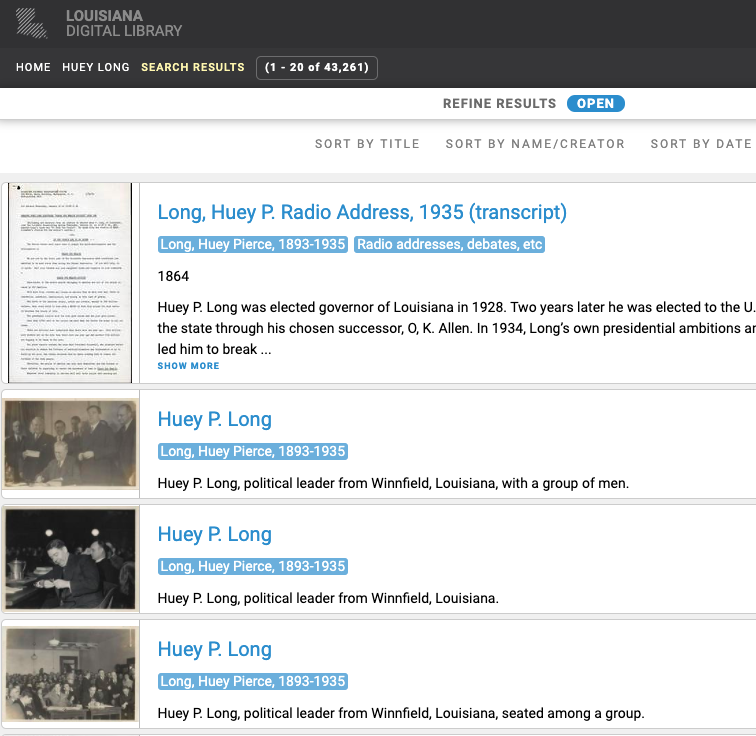 LOUISIANA
DIGITAL LIBRARY
HOME HUEY LONG SEARCH RESULTS (1 - 20 of 43,261)
REFINE RESULTS OPEN
SORT BY TITLE SORT BY NAME/CREATOR SORT BY DATE
Long, Huey P. Radio Address, 1935 (transcript)
Long, Huey Pierce, 1893-1935 Radio addresses, debates, etc
1864
Huey P. Long was elected governor of Louisiana in 1928. Two years later he was elected to the U.
the state through his chosen successor, O, K. Allen. In 1934, Long’s own presidential ambitions
led him to break ...
SHOW MORE
Huey P. Long
Long, Huey Pierce, 1893-1935
Huey P. Long, political leader from Winnfield, Louisiana, with a group of men.
Huey P. Long
Long, Huey Pierce, 1893-1935
Huey P. Long, political leader from Winnfield, Louisiana.
Huey P. Long
Long, Huey Pierce, 1893-1935
Huey P. Long, political leader from Winnfield, Louisiana, seated among a group.